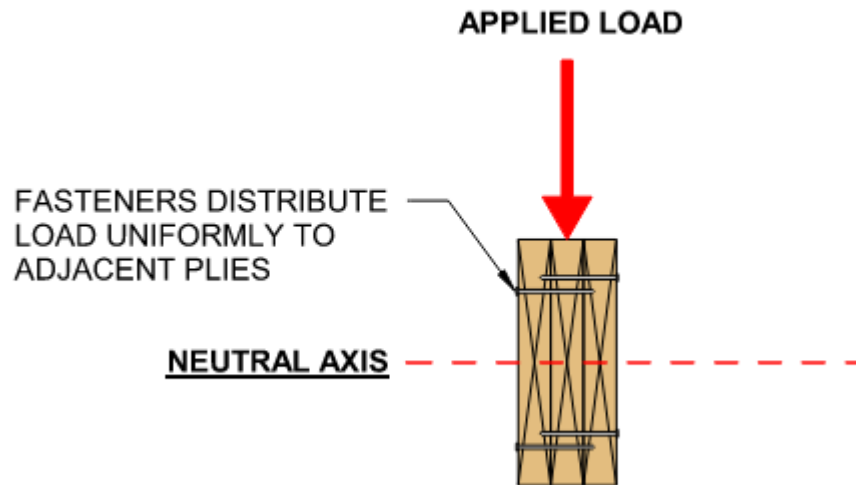 APPLIED LOAD
FASTENERS DISTRIBUTE
LOAD UNIFORMLY TO
ADJACENT PLIES
NEUTRAL AXIS